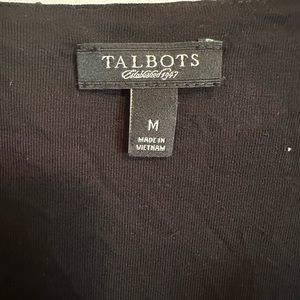 TALBOTS
Established 1947
M
MADE IN
VIETNAM